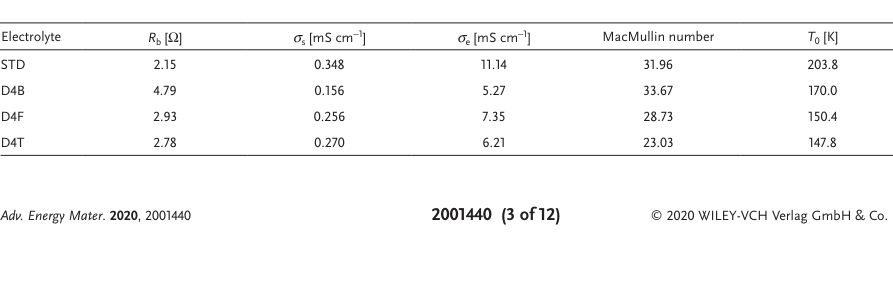 Electrolyte R_b [Ω] σ_s [mS cm⁻¹] σ_e [mS cm⁻¹] MacMullin number T_0 [K]
STD 2.15 0.348 11.14 31.96 203.8
D4B 4.79 0.156 5.27 33.67 170.0
D4F 2.93 0.256 7.35 28.73 150.4
D4T 2.78 0.270 6.21 23.03 147.8
Adv. Energy Mater. 2020, 2001440 2001440 (3 of 12) © 2020 WILEY-VCH Verlag GmbH & Co.